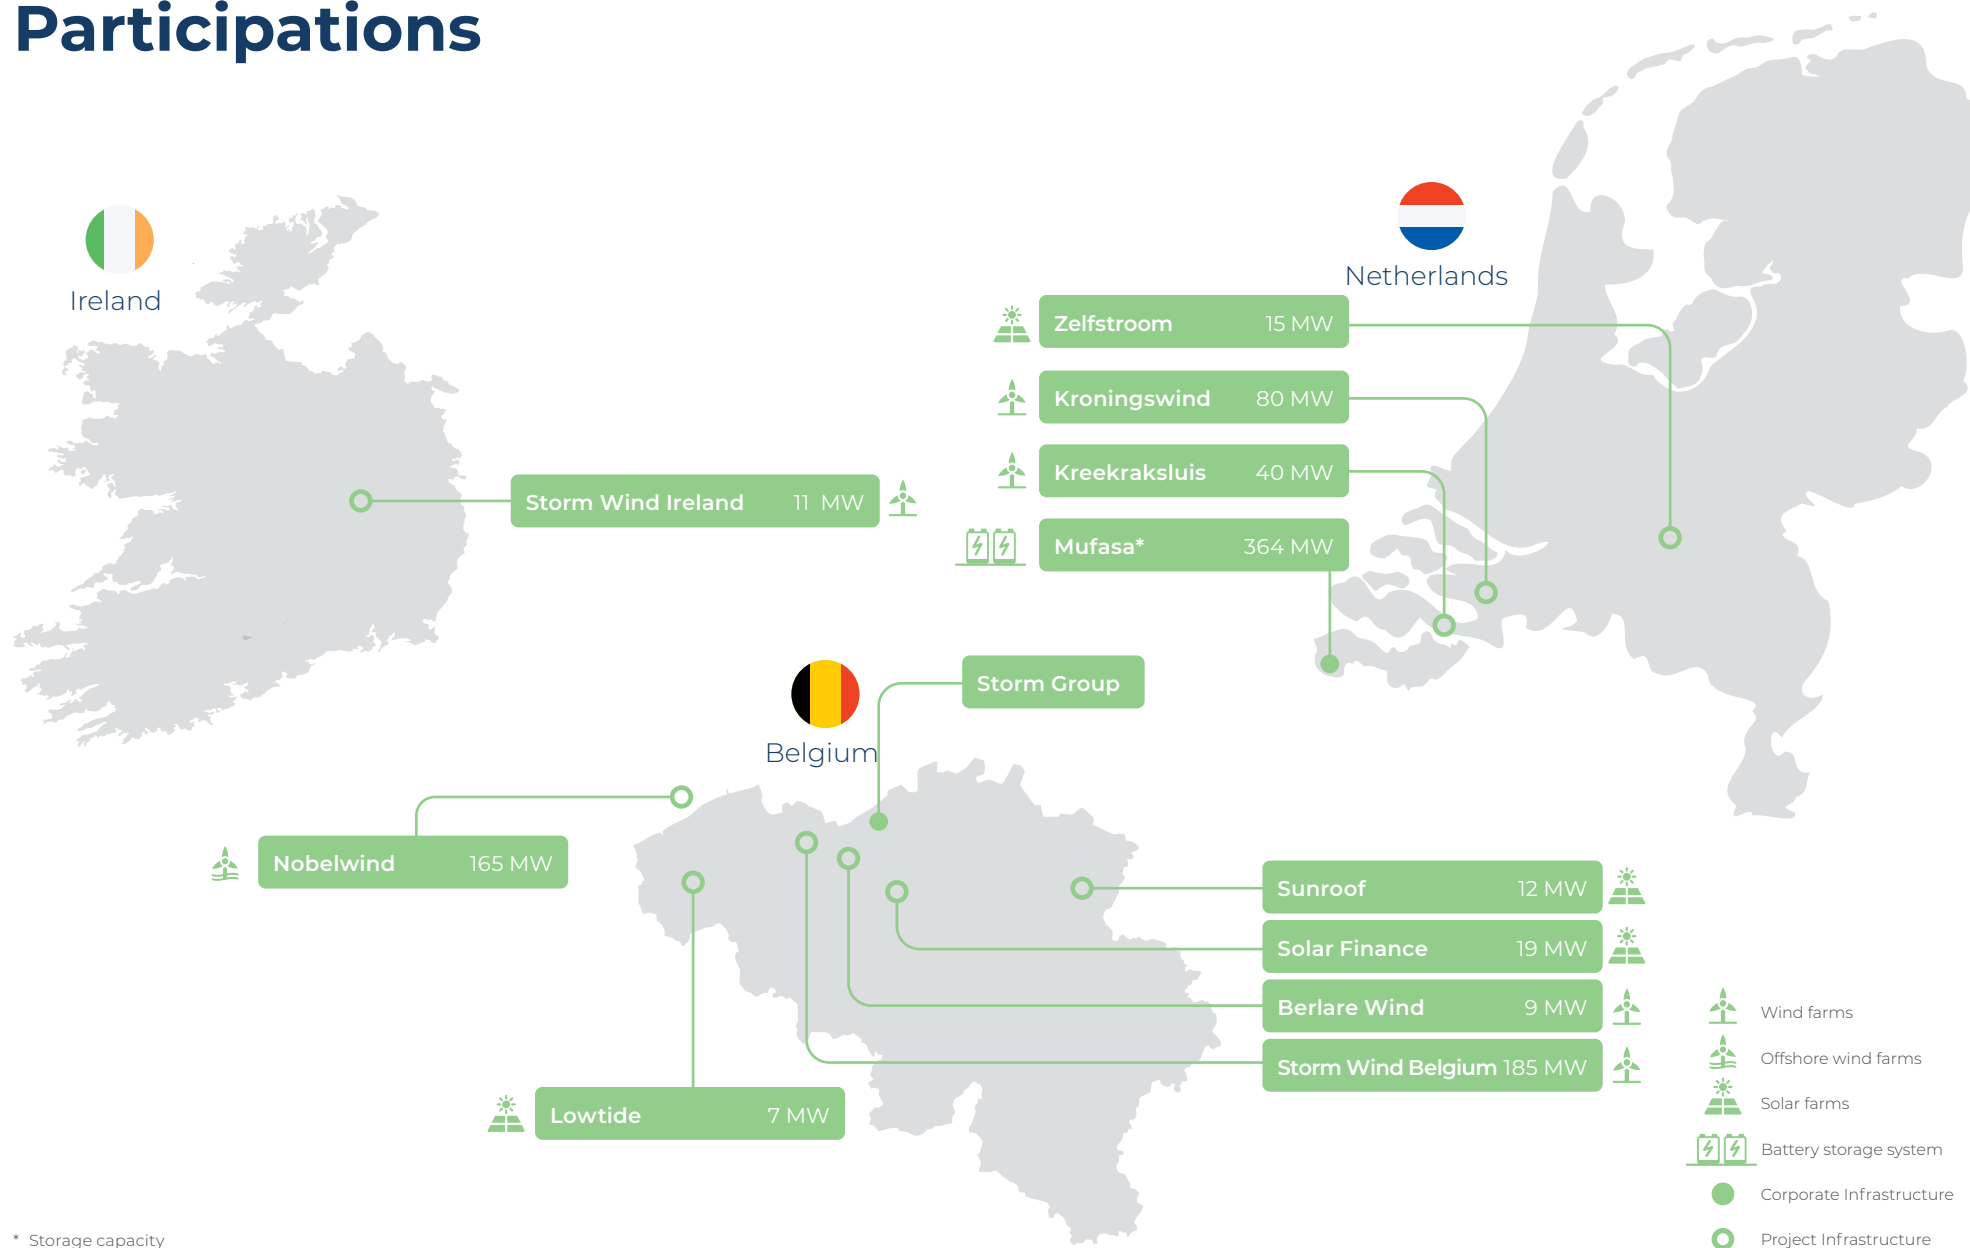 Participations
Ireland
Netherlands
Zelfstroom 15 MW
Kroningswind 80 MW
Kreekraksluis 40 MW
Storm Wind Ireland 11 MW
Mufasa* 364 MW
Storm Group
Belgium
Nobelwind 165 MW
Sunroof 12 MW
Solar Finance 19 MW
Berlare Wind 9 MW
Storm Wind Belgium 185 MW
Lowtide 7 MW
Wind farms
Offshore wind farms
Solar farms
Battery storage system
Corporate Infrastructure
Project Infrastructure
* Storage capacity